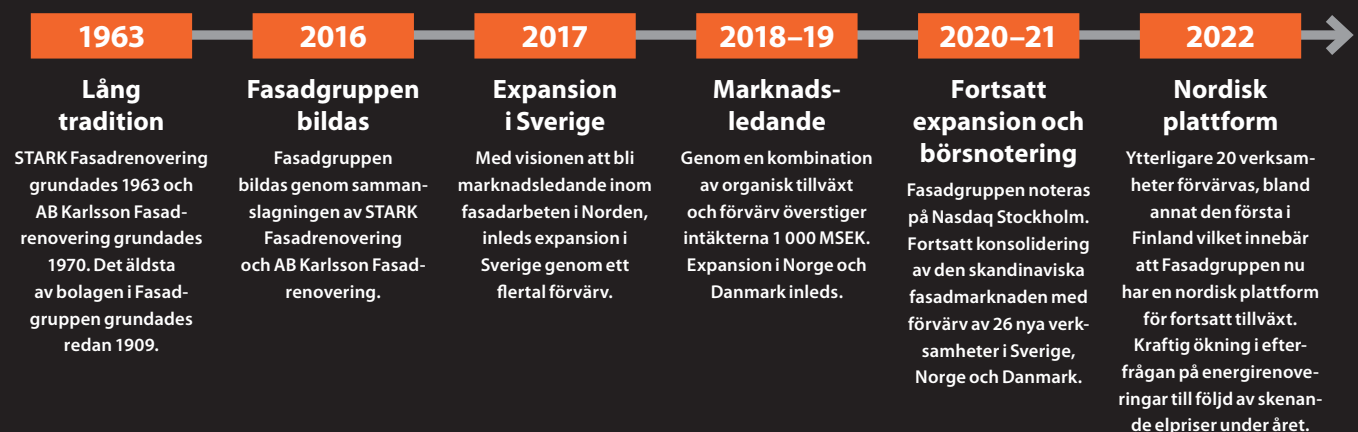 1963
Lång
tradition
STARK Fasadrenovering
grundades 1963 och
AB Karlsson Fasad-
renovering grundades
1970. Det äldsta
av bolagen i Fasad-
gruppen grundades
redan 1909.
2016
Fasadgruppen
bildas
Fasadgruppen
bildas genom samman-
slagningen av STARK
Fasadrenovering
och AB Karlsson Fasad-
renovering.
2017
Expansion
i Sverige
Med visionen att bli
marknadsledande inom
fasadarbeten i Norden,
inleds expansion i
Sverige genom ett
flertal förvärv.
2018–19
Marknads-
ledande
Genom en kombination
av organisk tillväxt
och förvärv överstiger
intäkterna 1 000 MSEK.
Expansion i Norge och
Danmark inleds.
2020–21
Fortsatt
expansion och
börsnotering
Fasadgruppen noteras
på Nasdaq Stockholm.
Fortsatt konsolidering
av den skandinaviska
fasadmarknaden med
förvärv av 26 nya verk-
samheter i Sverige,
Norge och Danmark.
2022
Nordisk
plattform
Ytterligare 20 verksam-
heter förvärvas, bland
annat den första i
Finland vilket innebär
att Fasadgruppen nu
har en nordisk plattform
för fortsatt tillväxt.
Kraftig ökning i efter-
frågan på energirenove-
ringar till följd av skenan-
de elpriser under året.